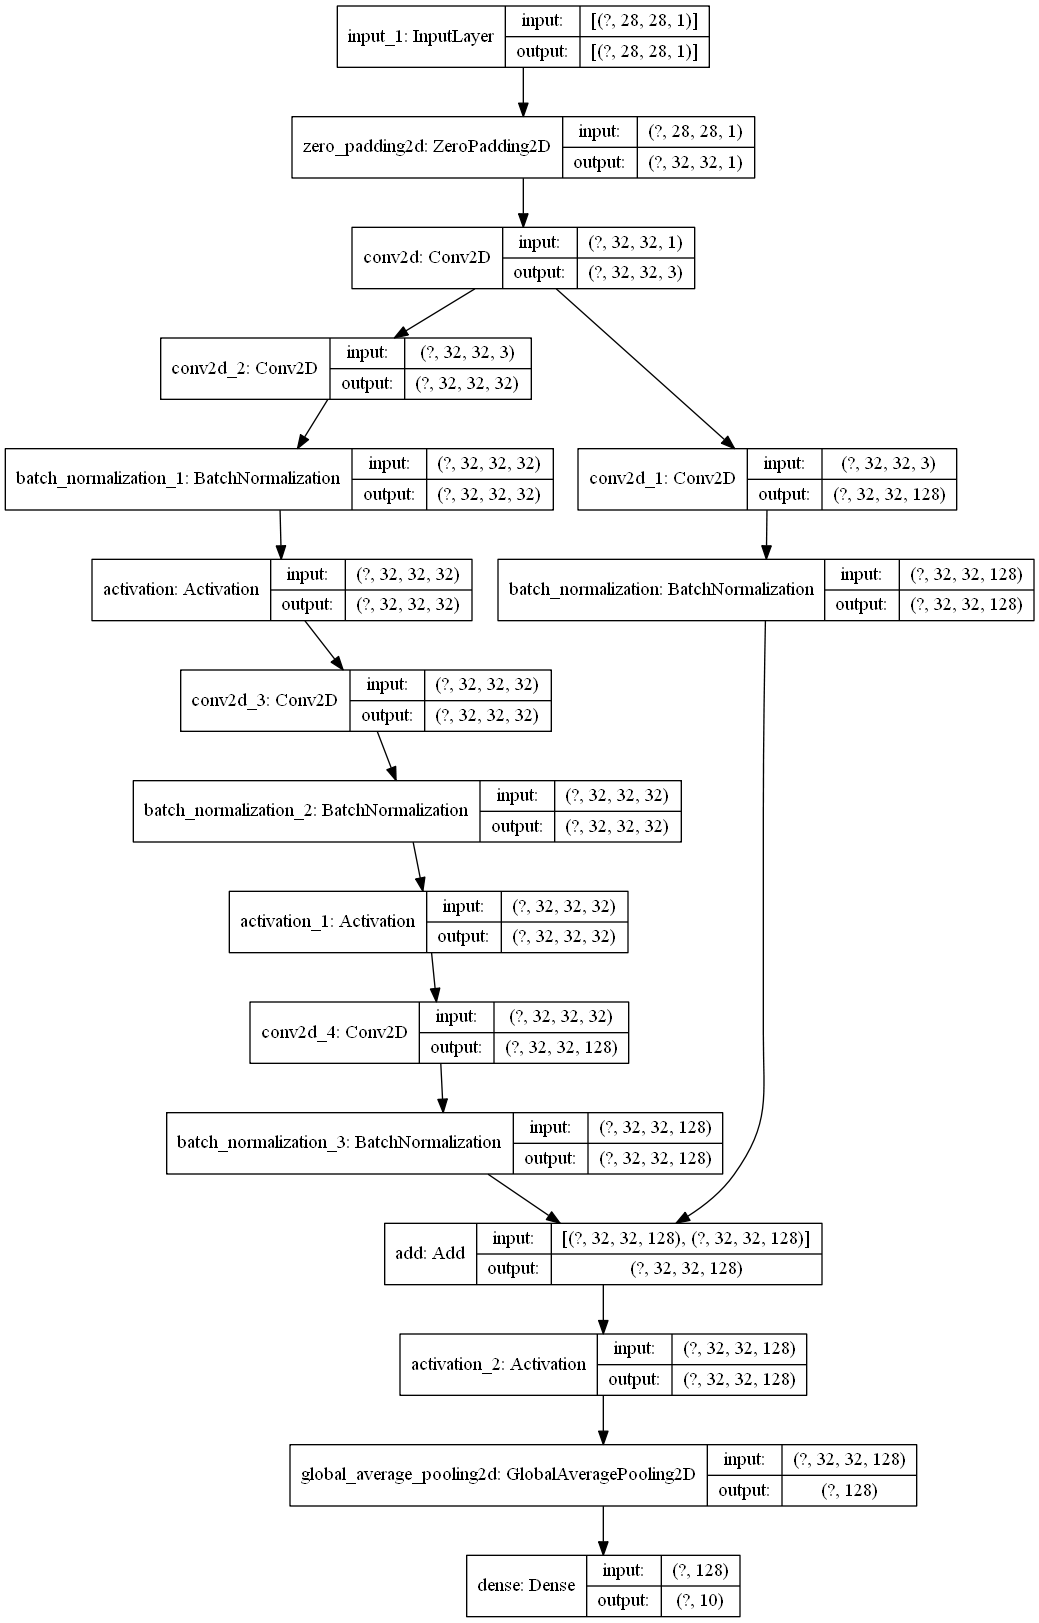 input_1: InputLayer
input: [(?, 28, 28, 1)]
output: [(?, 28, 28, 1)]
zero_padding2d: ZeroPadding2D
input: (?, 28, 28, 1)
output: (?, 32, 32, 1)
conv2d: Conv2D
input: (?, 32, 32, 1)
output: (?, 32, 32, 3)
conv2d_2: Conv2D
input: (?, 32, 32, 3)
output: (?, 32, 32, 32)
batch_normalization_1: BatchNormalization
input: (?, 32, 32, 32)
output: (?, 32, 32, 32)
conv2d_1: Conv2D
input: (?, 32, 32, 3)
output: (?, 32, 32, 128)
activation: Activation
input: (?, 32, 32, 32)
output: (?, 32, 32, 32)
batch_normalization: BatchNormalization
input: (?, 32, 32, 128)
output: (?, 32, 32, 128)
conv2d_3: Conv2D
input: (?, 32, 32, 32)
output: (?, 32, 32, 32)
batch_normalization_2: BatchNormalization
input: (?, 32, 32, 32)
output: (?, 32, 32, 32)
activation_1: Activation
input: (?, 32, 32, 32)
output: (?, 32, 32, 32)
conv2d_4: Conv2D
input: (?, 32, 32, 32)
output: (?, 32, 32, 128)
batch_normalization_3: BatchNormalization
input: (?, 32, 32, 128)
output: (?, 32, 32, 128)
add: Add
input: [(?, 32, 32, 128), (?, 32, 32, 128)]
output: (?, 32, 32, 128)
activation_2: Activation
input: (?, 32, 32, 128)
output: (?, 32, 32, 128)
global_average_pooling2d: GlobalAveragePooling2D
input: (?, 32, 32, 128)
output: (?, 128)
dense: Dense
input: (?, 128)
output: (?, 10)